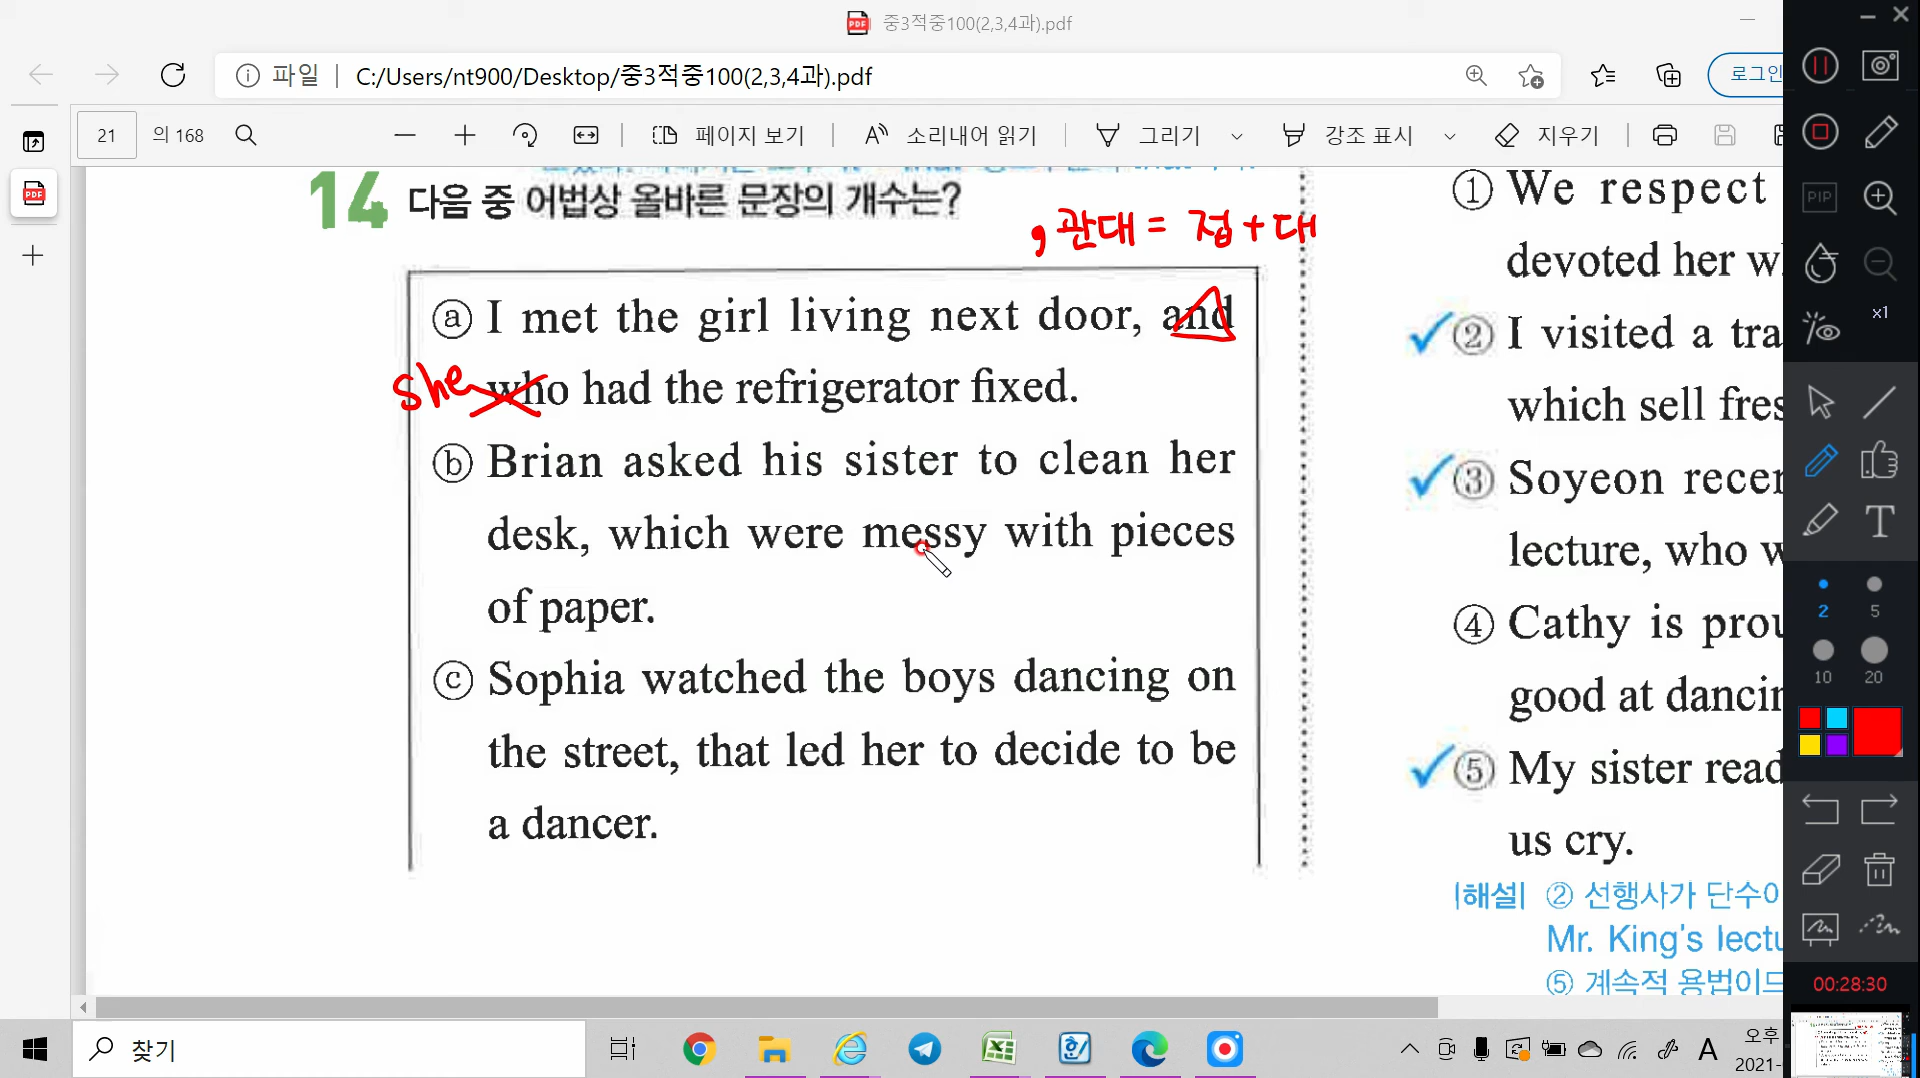 중3적중100(2,3,4과).pdf
파일 C:/Users/nt900/Desktop/중3적중100(2,3,4과).pdf
로그인
21 의 168 페이지 보기 소리내어 읽기 그리기 강조 표시 지우기
14 다음 중 어법상 올바른 문장의 개수는?
, 관대 = 접 + 대
ⓐ I met the girl living next door, and
she who had the refrigerator fixed.
ⓑ Brian asked his sister to clean her
desk, which were messy with pieces
of paper.
ⓒ Sophia watched the boys dancing on
the street, that led her to decide to be
a dancer.
① We respect
devoted her w
② I visited a tra
which sell fres
③ Soyeon recen
lecture, who w
④ Cathy is prou
good at dancin
⑤ My sister read
us cry.
|해설| ② 선행사가 단수이
Mr. King's lectu
⑤ 계속적 용법이므
PIP
x1
T
2 5
10 20
00:28:30
찾기
A
오후
2021-